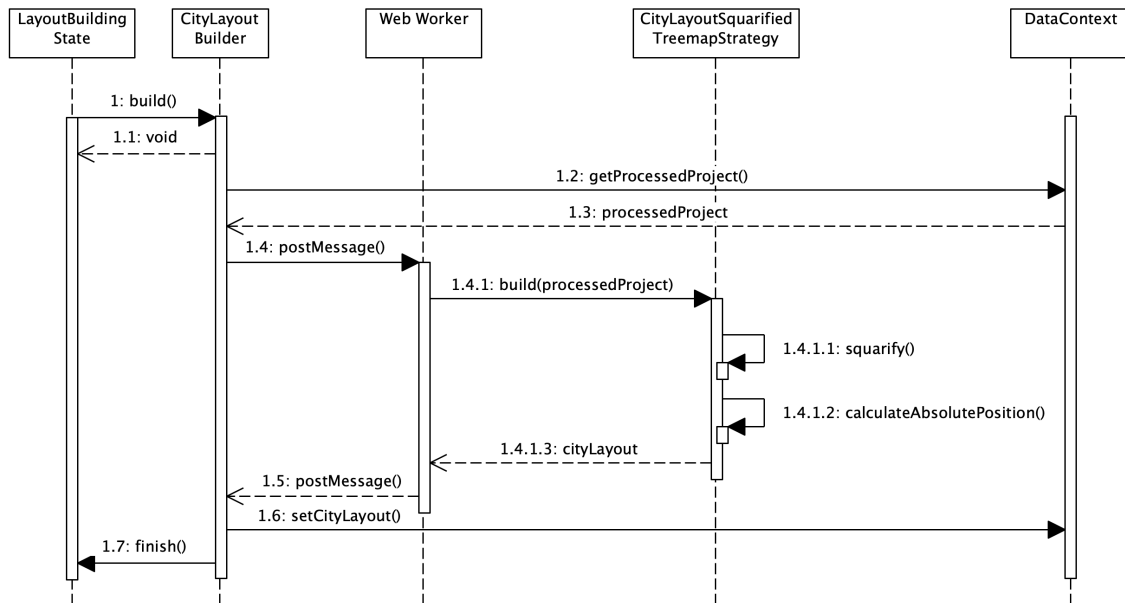 LayoutBuilding
State
CityLayout
Builder
Web Worker
CityLayoutSquarified
TreemapStrategy
DataContext
1: build()
1.1: void
1.2: getProcessedProject()
1.3: processedProject
1.4: postMessage()
1.4.1: build(processedProject)
1.4.1.1: squarify()
1.4.1.2: calculateAbsolutePosition()
1.4.1.3: cityLayout
1.5: postMessage()
1.6: setCityLayout()
1.7: finish()